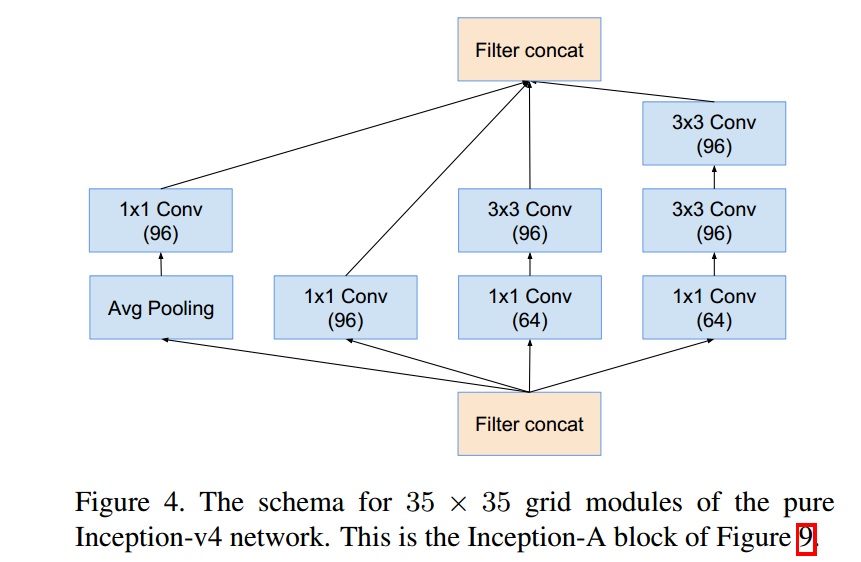 Filter concat
3x3 Conv
(96)
1x1 Conv
(96)
3x3 Conv
(96)
3x3 Conv
(96)
Avg Pooling
1x1 Conv
(96)
1x1 Conv
(64)
1x1 Conv
(64)
Filter concat
Figure 4. The schema for 35 × 35 grid modules of the pure
Inception-v4 network. This is the Inception-A block of Figure 9.